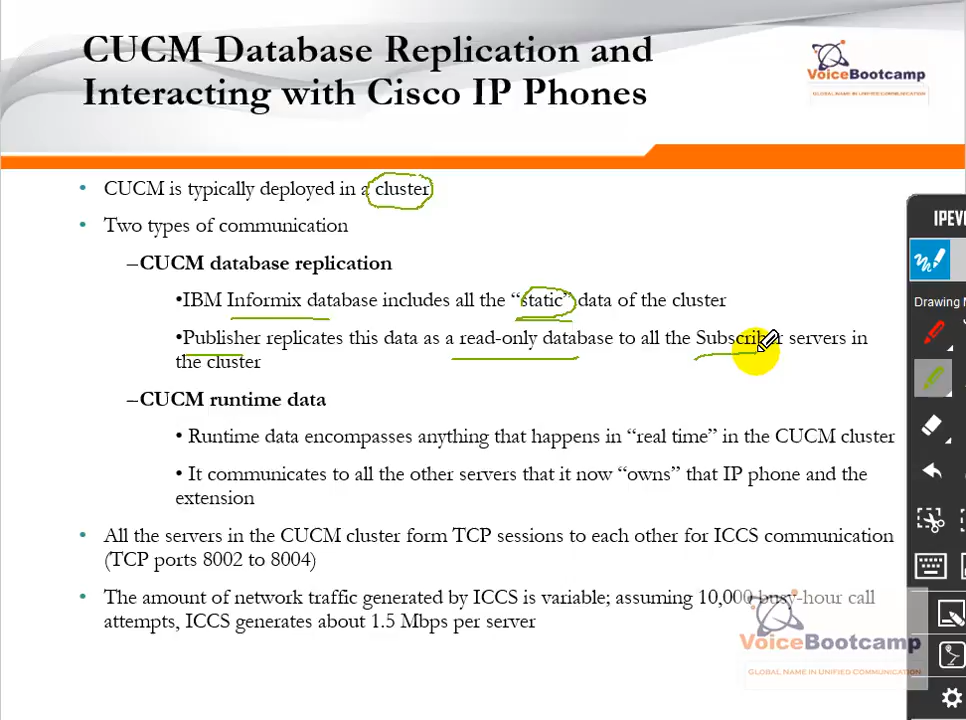 CUCM Database Replication and
Interacting with Cisco IP Phones
VoiceBootcamp
GLOBAL NAME IN UNIFIED COMMUNICATION
• CUCM is typically deployed in a cluster
• Two types of communication
–CUCM database replication
•IBM Informix database includes all the “static” data of the cluster
•Publisher replicates this data as a read-only database to all the Subscriber servers in
the cluster
–CUCM runtime data
• Runtime data encompasses anything that happens in “real time” in the CUCM cluster
• It communicates to all the other servers that it now “owns” that IP phone and the
extension
• All the servers in the CUCM cluster form TCP sessions to each other for ICCS communication
(TCP ports 8002 to 8004)
• The amount of network traffic generated by ICCS is variable; assuming 10,000 busy-hour call
attempts, ICCS generates about 1.5 Mbps per server
VoiceBootcamp
GLOBAL NAME IN UNIFIED COMMUNICATION
IPEV
Drawing